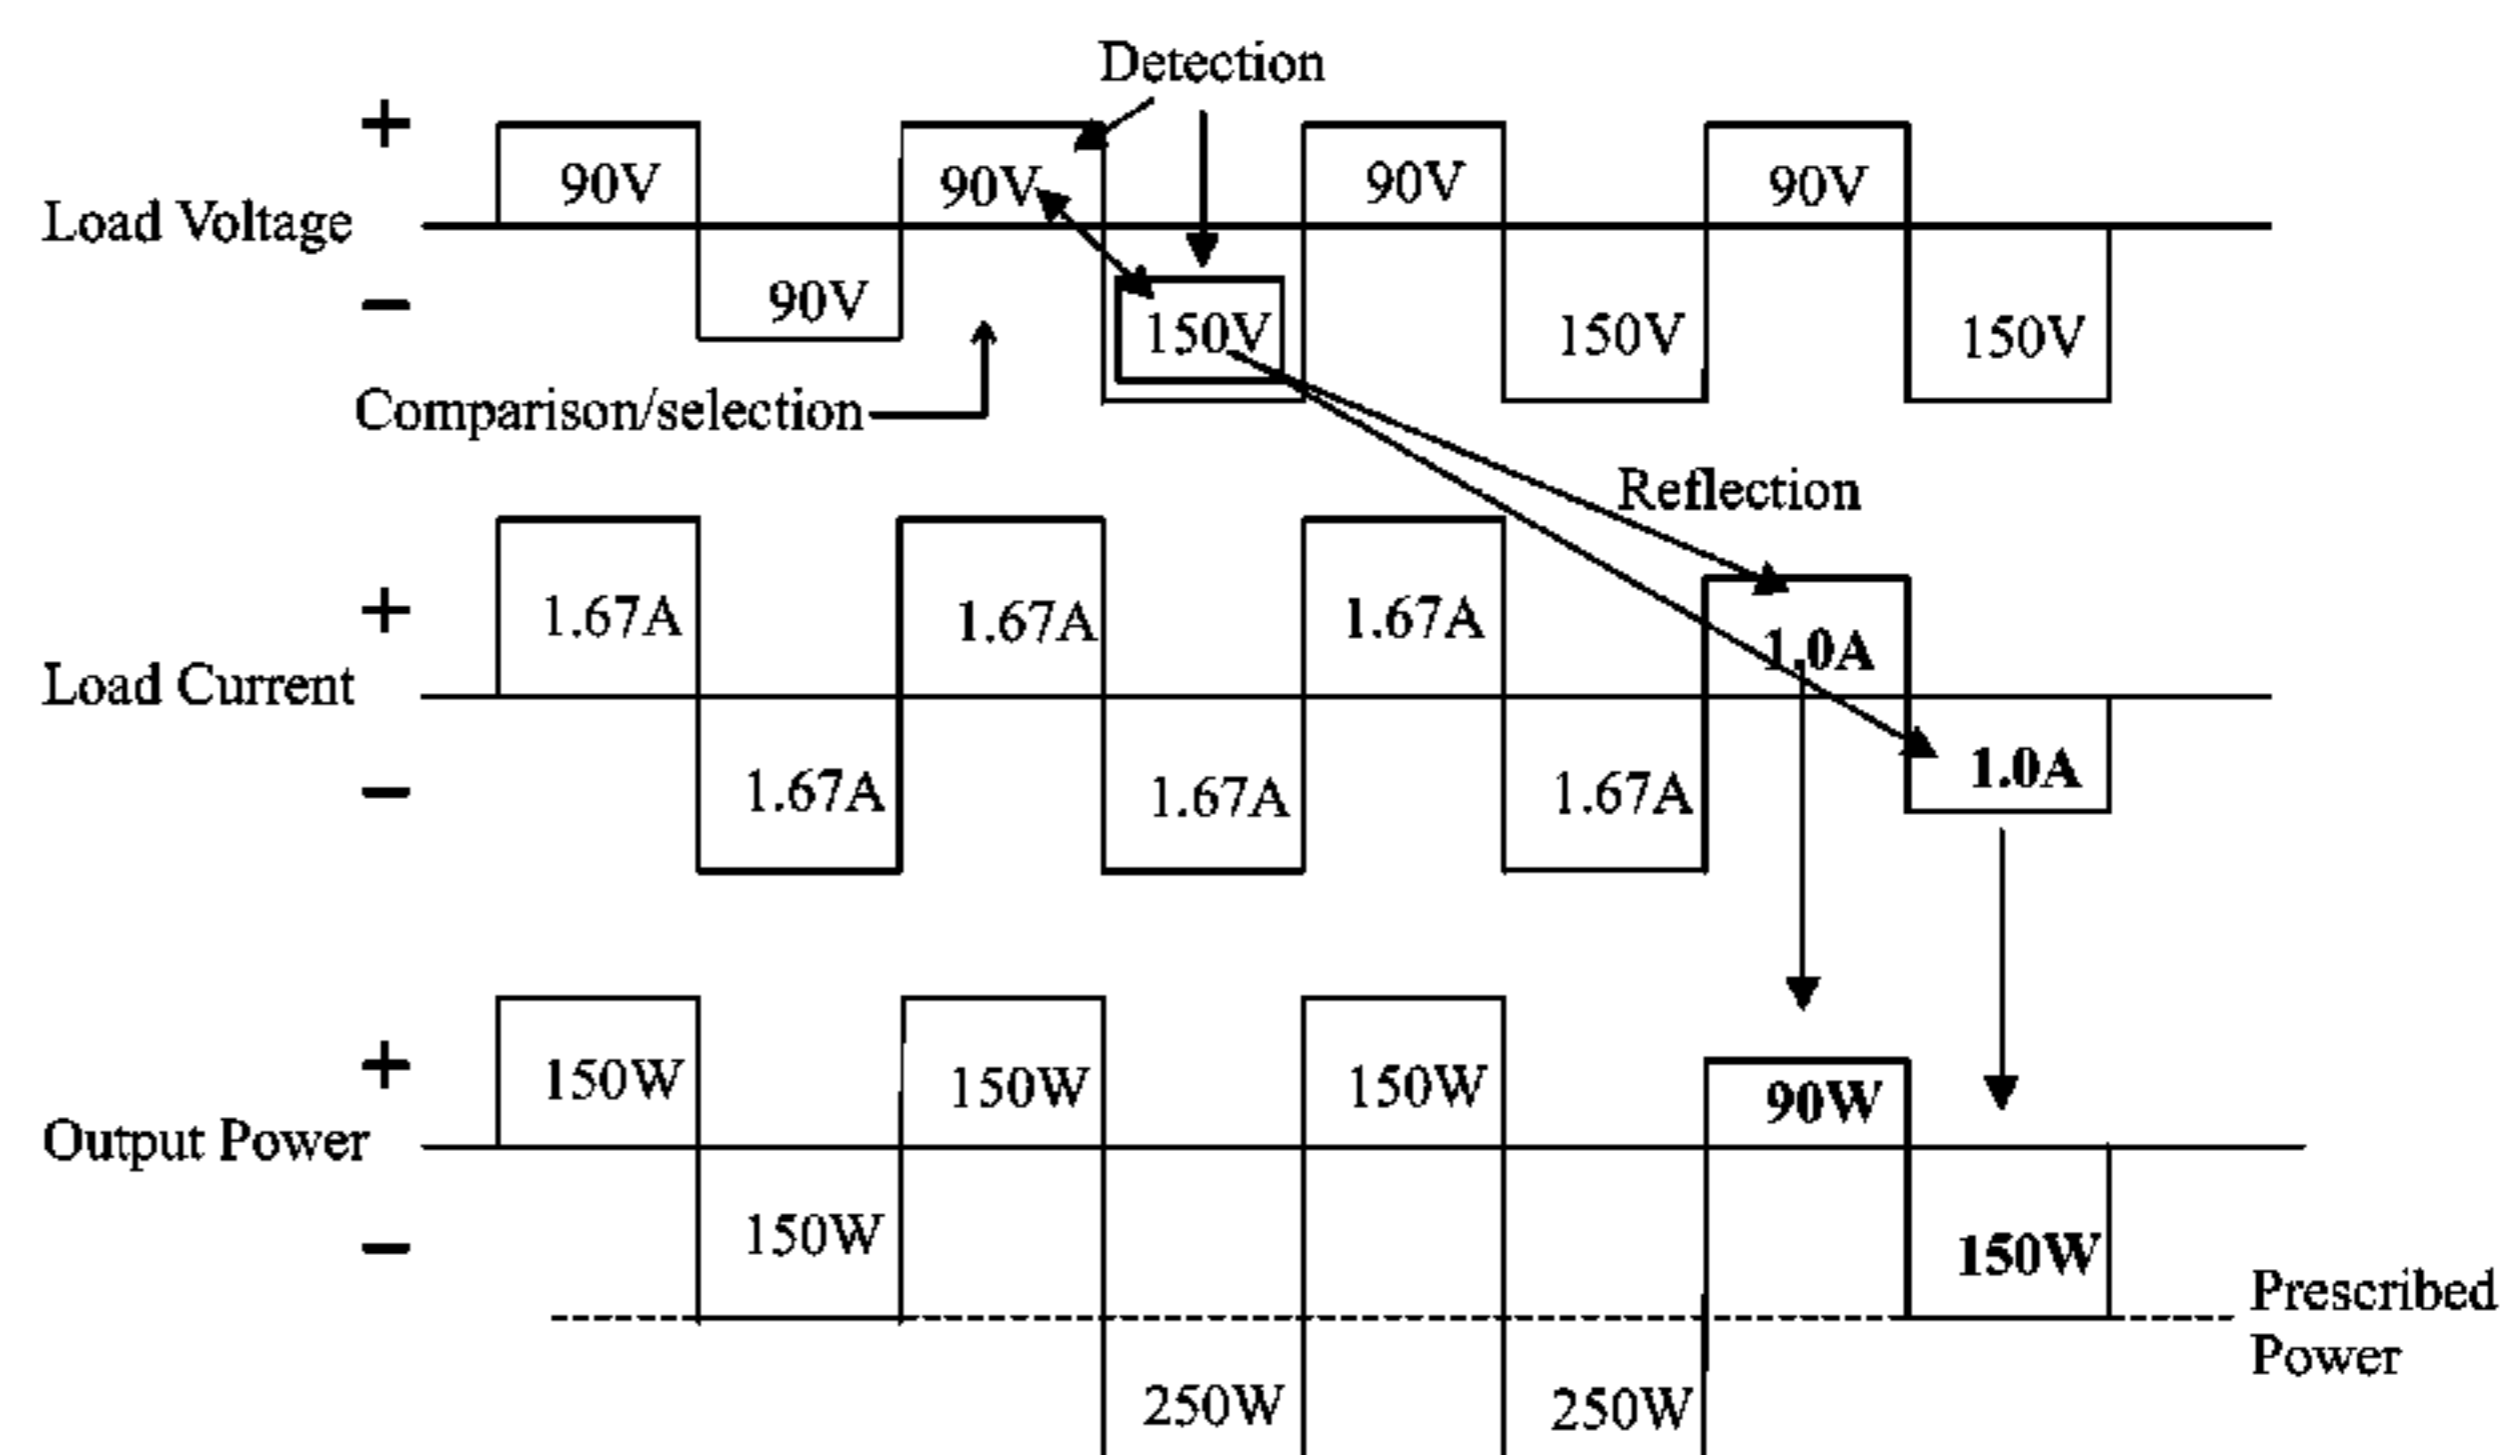 Detection
+
90V 90V 90V 90V
Load Voltage
−
90V 150V 150V 150V
Comparison/selection
Reflection
+
1.67A 1.67A 1.67A 1.0A
Load Current
−
1.67A 1.67A 1.67A 1.0A
+
150W 150W 150W 90W
Output Power
−
150W 150W
Prescribed
Power
250W 250W